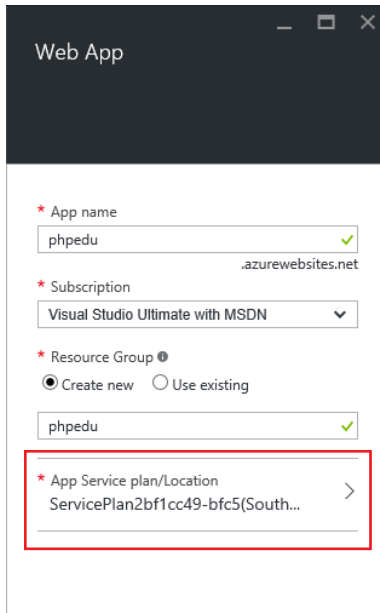 Web App
* App name
phpedu
.azurewebsites.net
* Subscription
Visual Studio Ultimate with MSDN
* Resource Group
Create new Use existing
phpedu
* App Service plan/Location
ServicePlan2bf1cc49-bfc5(South...